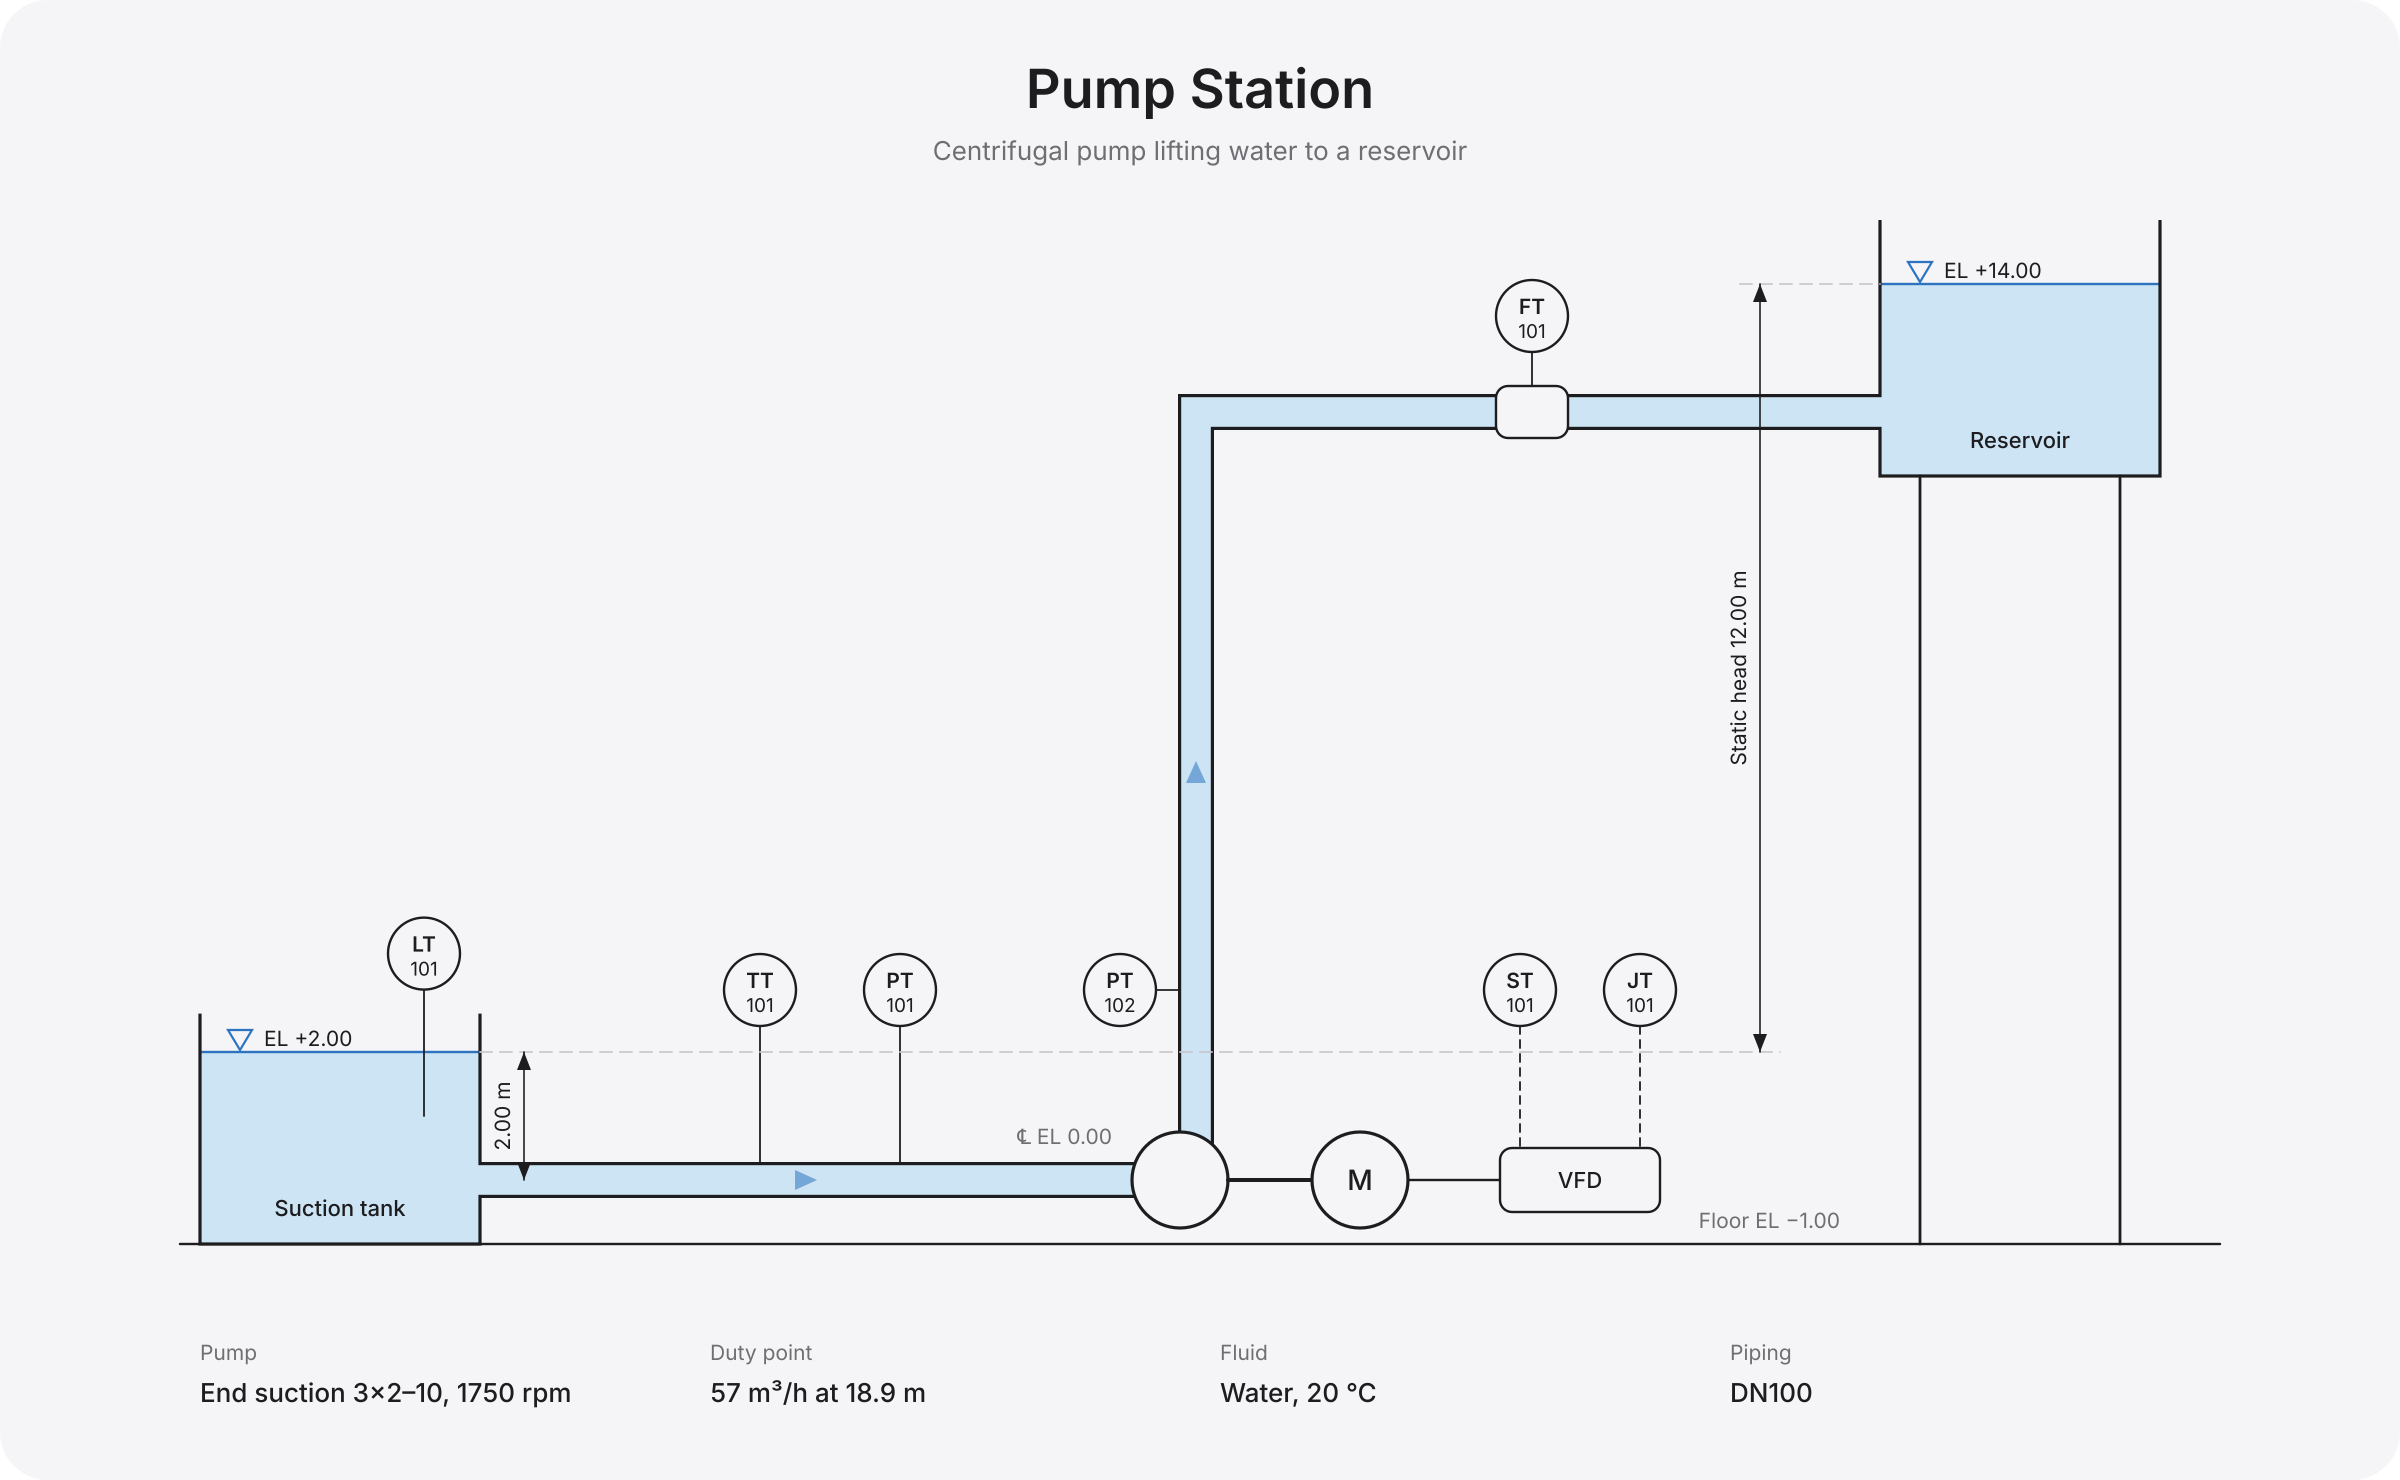 Pump Station
Centrifugal pump lifting water to a reservoir
EL +14.00
FT
101
Reservoir
Static head 12.00 m
LT
101
TT
101
PT
101
PT
102
ST
101
JT
101
EL +2.00
2.00 m
℄ EL 0.00
M
VFD
Suction tank
Floor EL −1.00
Pump
End suction 3×2–10, 1750 rpm
Duty point
57 m³/h at 18.9 m
Fluid
Water, 20 °C
Piping
DN100